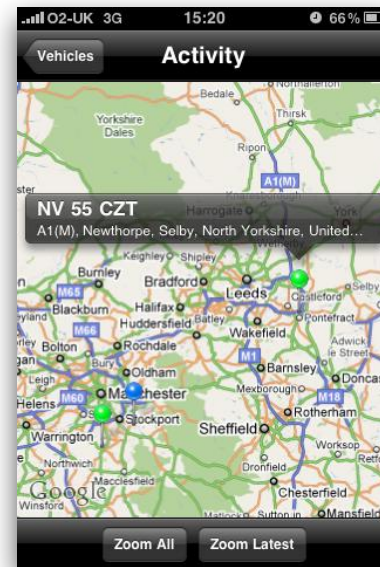 O2-UK 3G 15:20 66%
Vehicles Activity
Northallerton
Bedale
Thirsk
Yorkshire
Dales
Ripon
A1(M)
NV 55 CZT
A1(M), Newthorpe, Selby, North Yorkshire, United...
Harrogate York
Wetherby
Keighley Shipley
Burnley Bradford Leeds Selby
M65
Blackburn Halifax Batley Castleford
Huddersfield Pontefract
M66 Wakefield
Rochdale Adwick
le Street
Bolton M1
Bury Barnsley
Leigh Oldham Doncas
Mexborough
Helens M60 Manchester M18
Stockport Rotherham
Warrington Sheffield
Worksop
Northwich Dronfield Retfo
Macclesfield
Google Chesterfield
Winsford
Matlock Sutton in Mansfield
Zoom All Zoom Latest